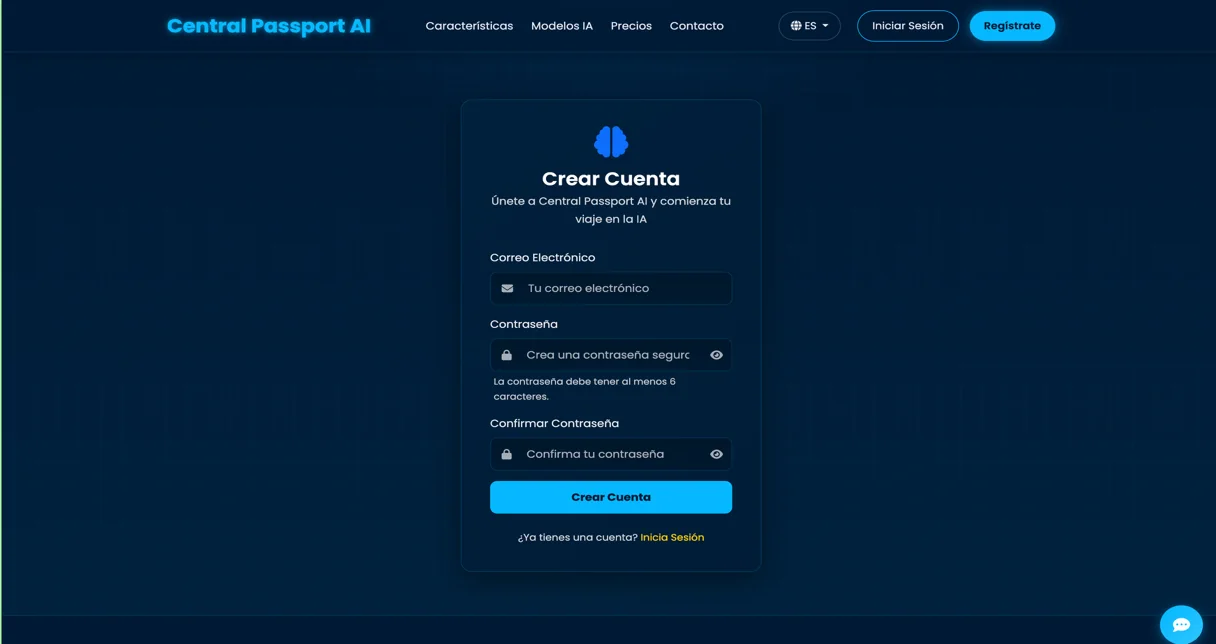 Central Passport AI
Características
Modelos IA
Precios
Contacto
ES
Iniciar Sesión
Regístrate
Crear Cuenta
Únete a Central Passport AI y comienza tu
viaje en la IA
Correo Electrónico
Tu correo electrónico
Contraseña
Crea una contraseña segura
La contraseña debe tener al menos 6
caracteres.
Confirmar Contraseña
Confirma tu contraseña
Crear Cuenta
¿Ya tienes una cuenta? Inicia Sesión